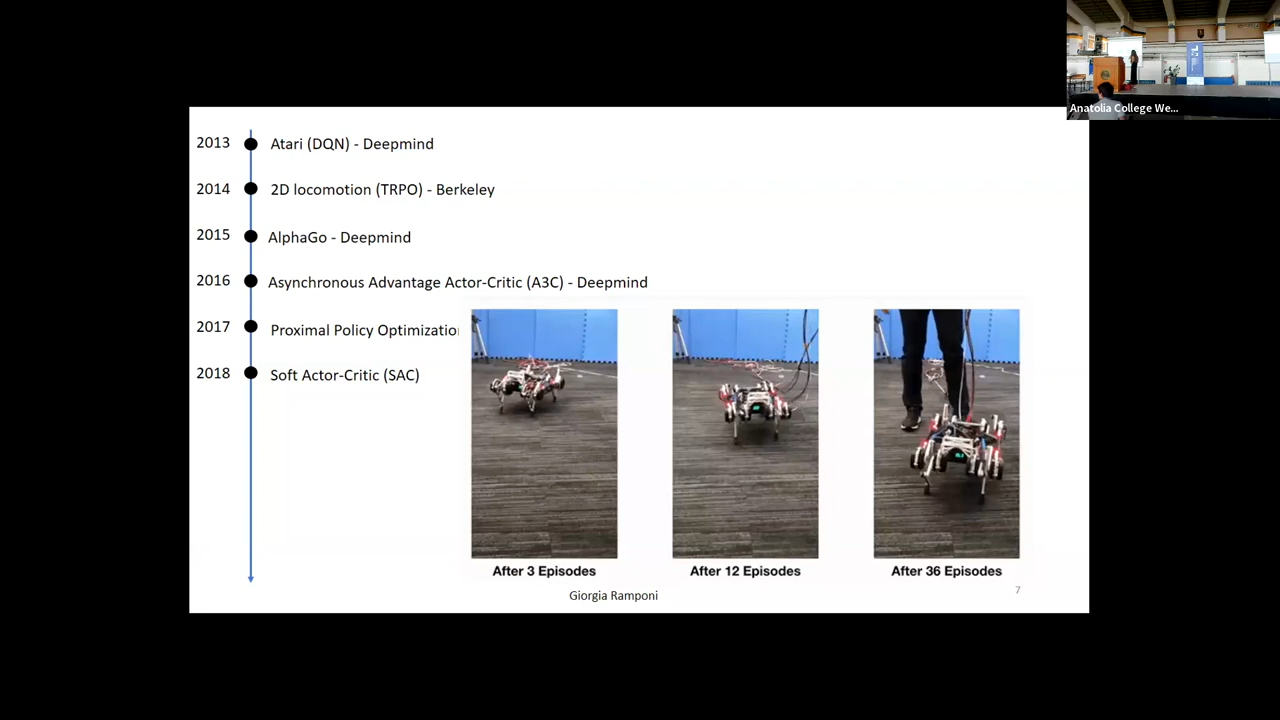 Anatolia College We...
2013 Atari (DQN) - Deepmind
2014 2D locomotion (TRPO) - Berkeley
2015 AlphaGo - Deepmind
2016 Asynchronous Advantage Actor-Critic (A3C) - Deepmind
2017 Proximal Policy Optimization
2018 Soft Actor-Critic (SAC)
After 3 Episodes
After 12 Episodes
After 36 Episodes
Giorgia Ramponi
7